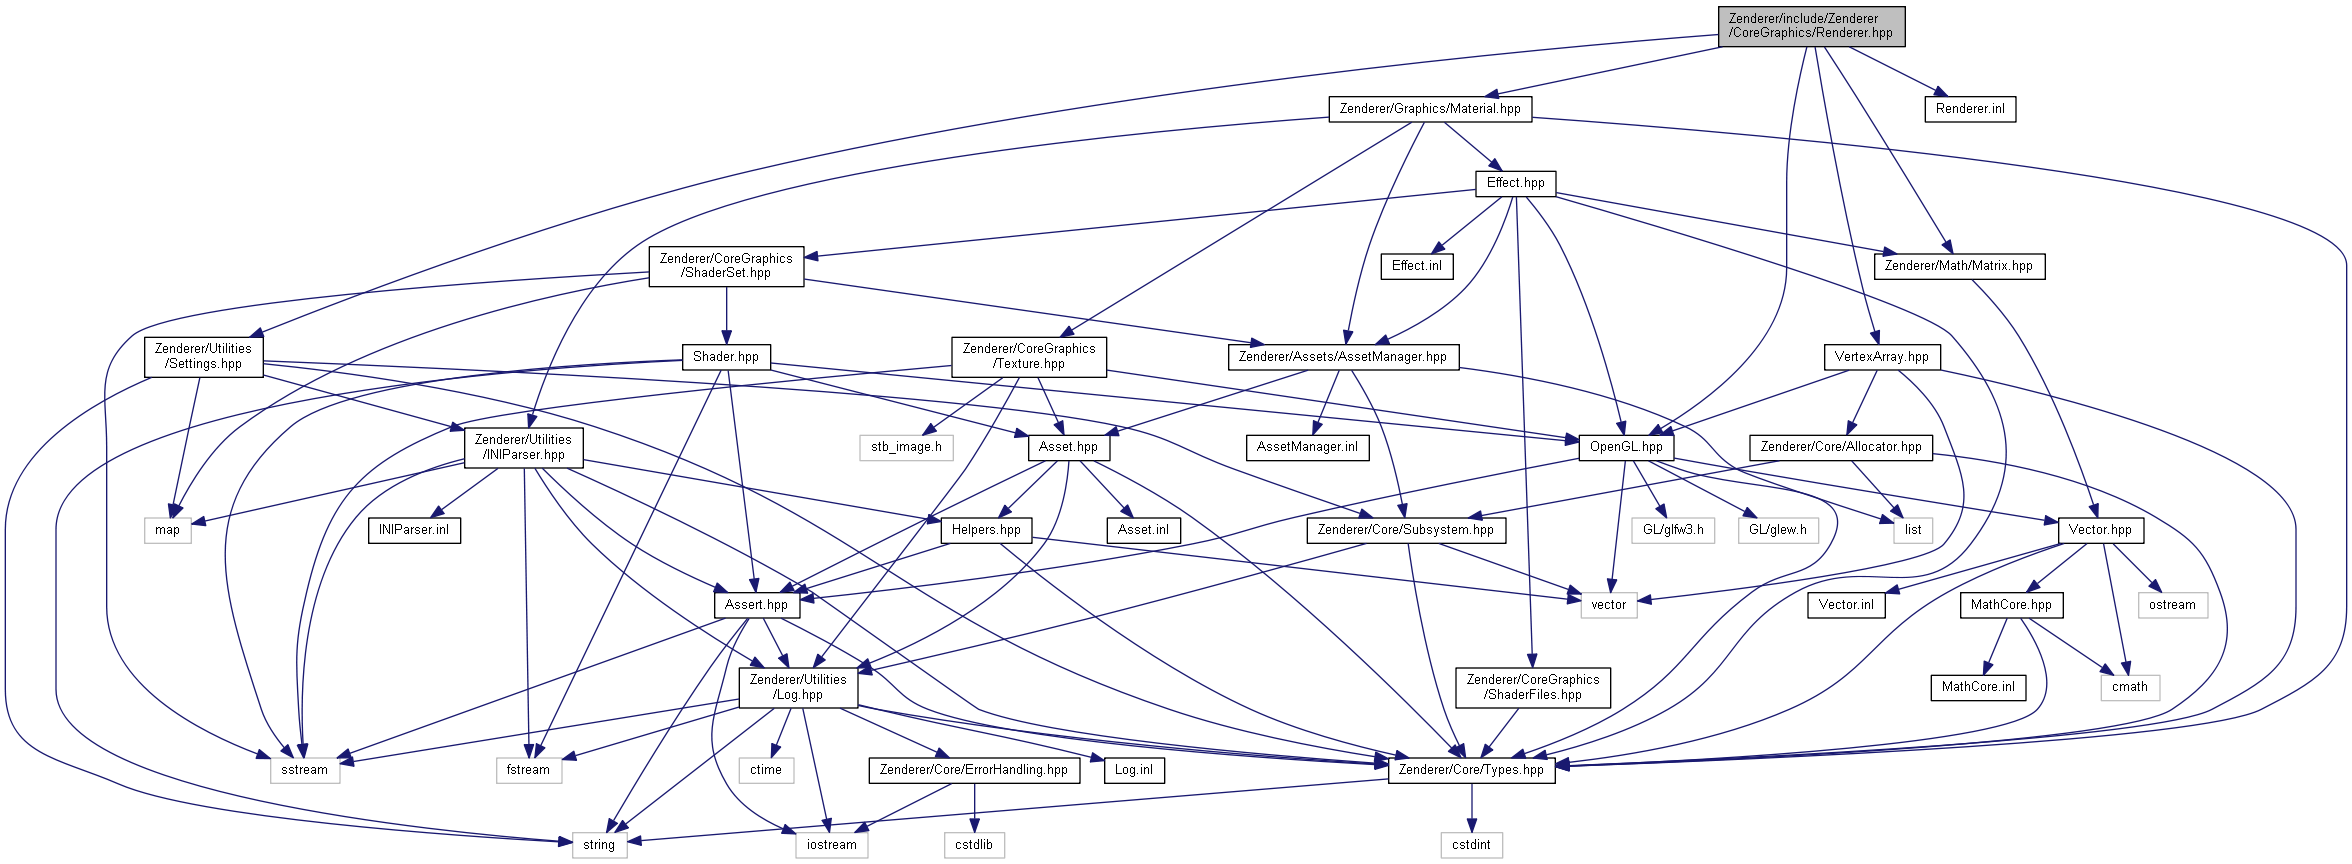 Zenderer/include/Zenderer
/CoreGraphics/Renderer.hpp
Zenderer/Graphics/Material.hpp
Renderer.inl
Effect.hpp
Zenderer/CoreGraphics
/ShaderSet.hpp
Effect.inl
Zenderer/Math/Matrix.hpp
Zenderer/Utilities
/Settings.hpp
Shader.hpp
Zenderer/CoreGraphics
/Texture.hpp
Zenderer/Assets/AssetManager.hpp
VertexArray.hpp
Zenderer/Utilities
/INIParser.hpp
stb_image.h
Asset.hpp
AssetManager.inl
OpenGL.hpp
Zenderer/Core/Allocator.hpp
map
INIParser.inl
Helpers.hpp
Asset.inl
Zenderer/Core/Subsystem.hpp
GL/glfw3.h
GL/glew.h
list
Vector.hpp
Assert.hpp
vector
Vector.inl
MathCore.hpp
ostream
Zenderer/Utilities
/Log.hpp
Zenderer/CoreGraphics
/ShaderFiles.hpp
MathCore.inl
cmath
sstream
fstream
ctime
Zenderer/Core/ErrorHandling.hpp
Log.inl
Zenderer/Core/Types.hpp
string
iostream
cstdlib
cstdint